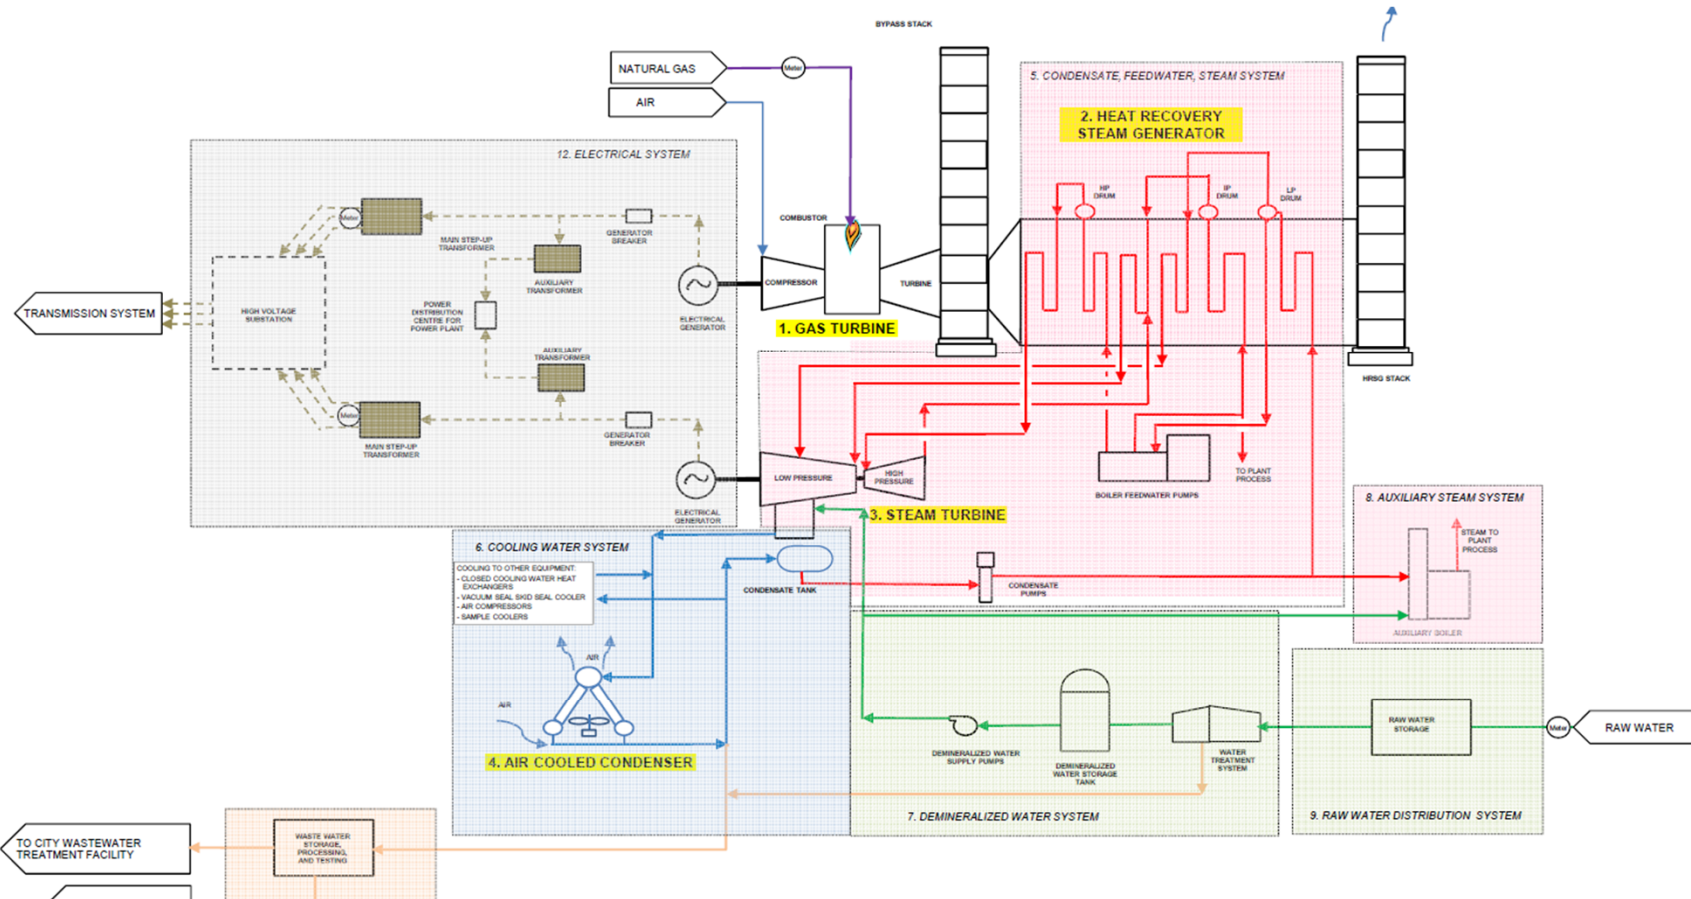 BYPASS STACK
NATURAL GAS
Meter
AIR
5. CONDENSATE, FEEDWATER, STEAM SYSTEM
2. HEAT RECOVERY
STEAM GENERATOR
12. ELECTRICAL SYSTEM
HP
DRUM
IP
DRUM
LP
DRUM
Meter
MAIN STEP-UP
TRANSFORMER
GENERATOR
BREAKER
COMBUSTOR
AUXILIARY
TRANSFORMER
COMPRESSOR
TURBINE
TRANSMISSION SYSTEM
HIGH VOLTAGE
SUBSTATION
POWER
DISTRIBUTION
CENTRE FOR
POWER PLANT
ELECTRICAL
GENERATOR
1. GAS TURBINE
AUXILIARY
TRANSFORMER
HRSG STACK
Meter
MAIN STEP-UP
TRANSFORMER
GENERATOR
BREAKER
LOW PRESSURE
HIGH
PRESSURE
TO PLANT
PROCESS
BOILER FEEDWATER PUMPS
ELECTRICAL
GENERATOR
3. STEAM TURBINE
8. AUXILIARY STEAM SYSTEM
STEAM TO
PLANT
PROCESS
6. COOLING WATER SYSTEM
COOLING TO OTHER EQUIPMENT:
- CLOSED COOLING WATER HEAT
EXCHANGERS
- VACUUM SEAL SKID SEAL COOLER
- AIR COMPRESSORS
- SAMPLE COOLERS
CONDENSATE TANK
CONDENSATE
PUMPS
AUXILIARY BOILER
AIR
AIR
4. AIR COOLED CONDENSER
DEMINERALIZED WATER
SUPPLY PUMPS
DEMINERALIZED
WATER STORAGE
TANK
WATER
TREATMENT
SYSTEM
RAW WATER
STORAGE
Meter
RAW WATER
7. DEMINERALIZED WATER SYSTEM
9. RAW WATER DISTRIBUTION SYSTEM
TO CITY WASTEWATER
TREATMENT FACILITY
WASTE WATER
STORAGE,
PROCESSING,
AND TESTING